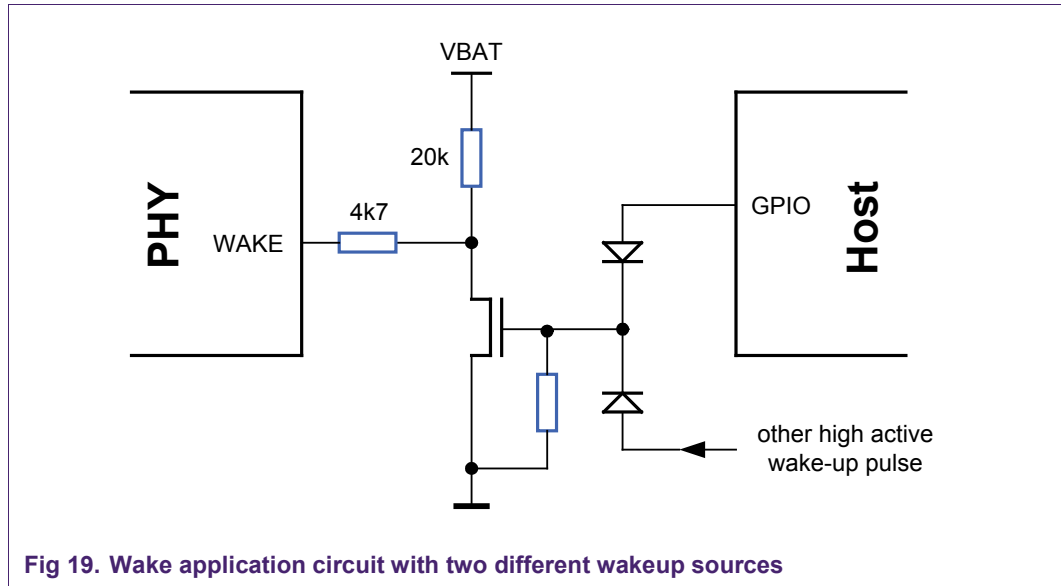 VBAT
20k
4k7
PHY
WAKE
GPIO
Host
other high active
wake-up pulse
Fig 19. Wake application circuit with two different wakeup sources